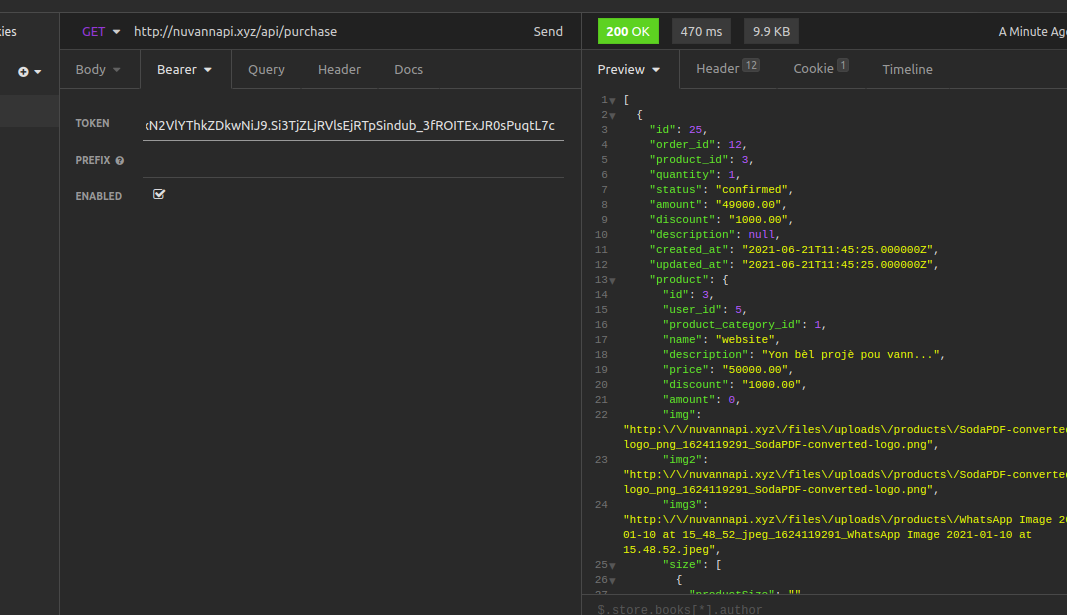 ies
GET http://nuvannapi.xyz/api/purchase Send
200 OK 470 ms 9.9 KB A Minute Ago
Body Bearer Query Header Docs
Preview Header 12 Cookie 1 Timeline
TOKEN
xN2VlYThkZDkwNiJ9.Si3TjZLjRVlsEjRTpSindub_3fROITExJR0sPuqtL7c
PREFIX
ENABLED
1 [
2 {
3 "id": 25,
4 "order_id": 12,
5 "product_id": 3,
6 "quantity": 1,
7 "status": "confirmed",
8 "amount": "49000.00",
9 "discount": "1000.00",
10 "description": null,
11 "created_at": "2021-06-21T11:45:25.000000Z",
12 "updated_at": "2021-06-21T11:45:25.000000Z",
13 "product": {
14 "id": 3,
15 "user_id": 5,
16 "product_category_id": 1,
17 "name": "website",
18 "description": "Yon bèl projè pou vann...",
19 "price": "50000.00",
20 "discount": "1000.00",
21 "amount": 0,
22 "img":
"http:\/\/nuvannapi.xyz\/files\/uploads\/products\/SodaPDF-converted
logo_png_1624119291_SodaPDF-converted-logo.png",
23 "img2":
"http:\/\/nuvannapi.xyz\/files\/uploads\/products\/SodaPDF-converted
logo_png_1624119291_SodaPDF-converted-logo.png",
24 "img3":
"http:\/\/nuvannapi.xyz\/files\/uploads\/products\/WhatsApp Image 20
01-10 at 15_48_52_jpeg_1624119291_WhatsApp Image 2021-01-10 at
15.48.52.jpeg",
25 "size": [
26 {
27 "productSize": ""
$.store.books[*].author